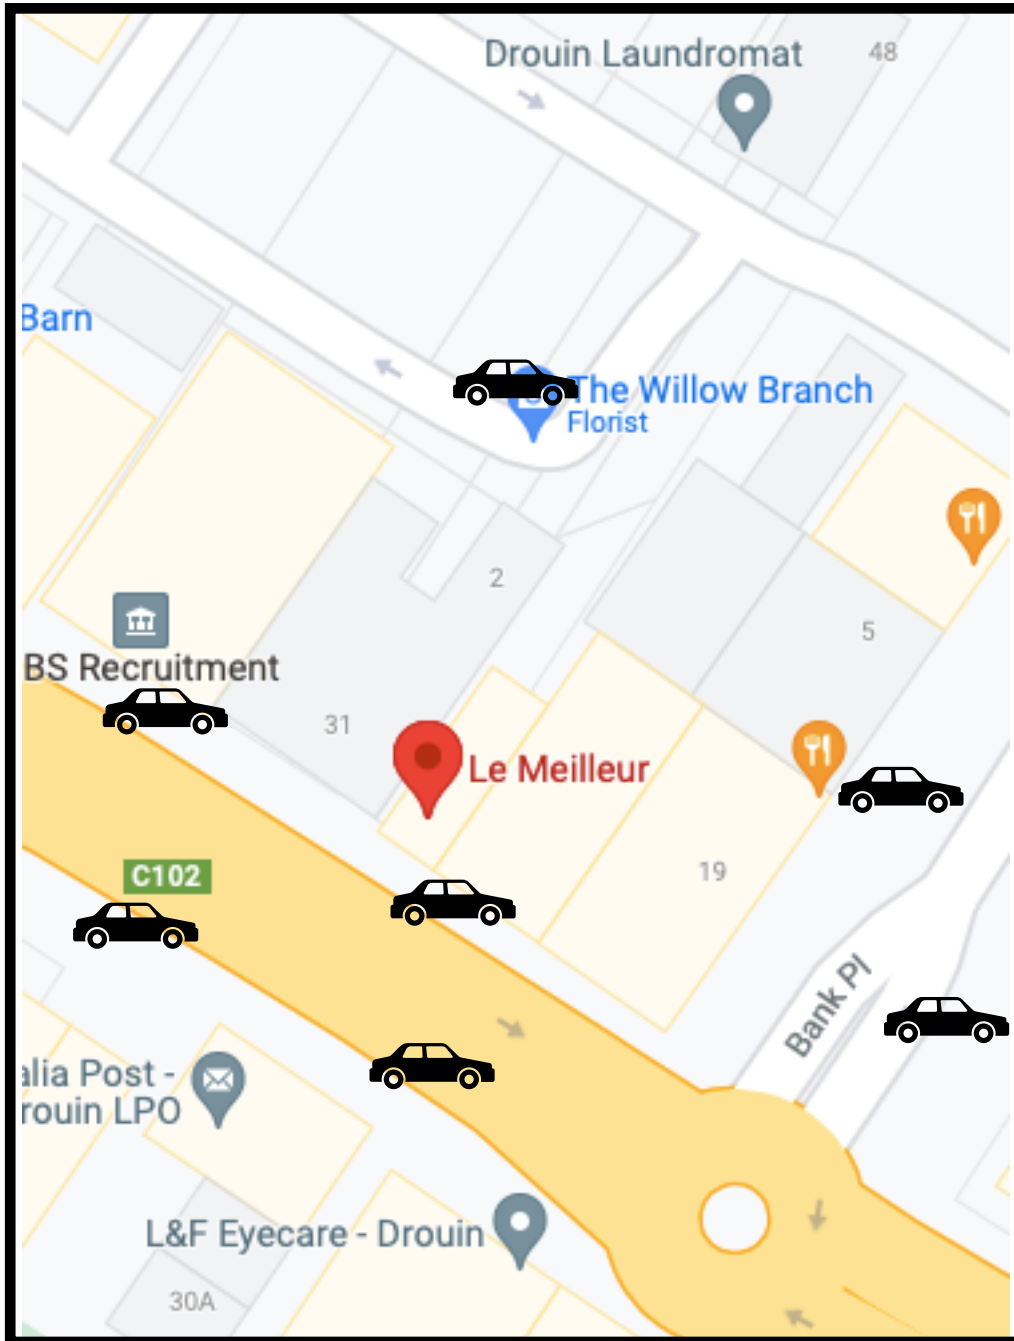 Drouin Laundromat
48
Barn
The Willow Branch
Florist
2
5
BS Recruitment
31
Le Meilleur
19
C102
Bank Pl
alia Post -
rouin LPO
L&F Eyecare - Drouin
30A